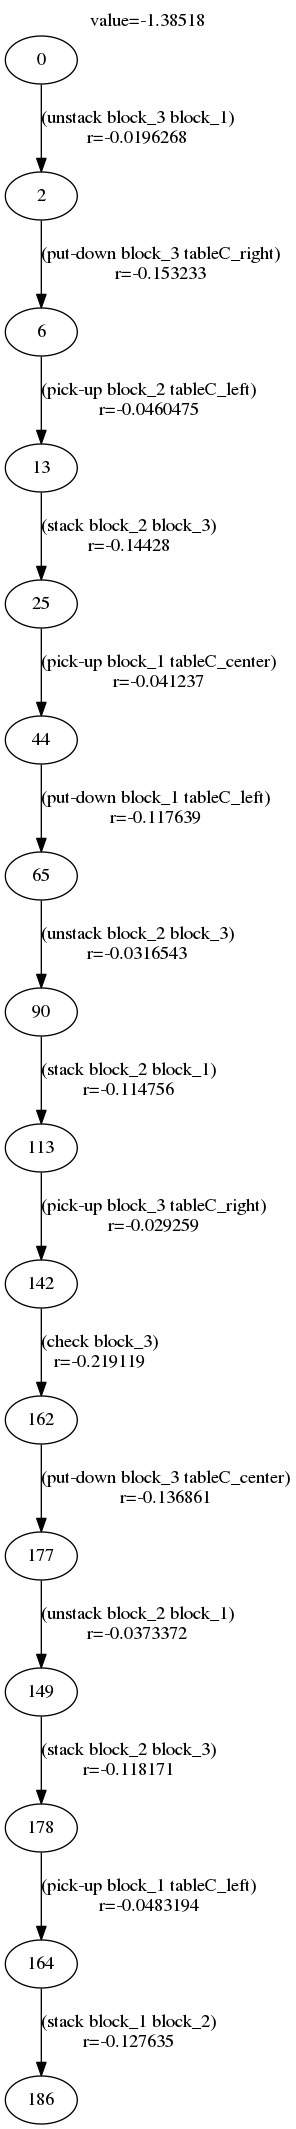 value=-1.38518
0
(unstack block_3 block_1)
r=-0.0196268
2
(put-down block_3 tableC_right)
r=-0.153233
6
(pick-up block_2 tableC_left)
r=-0.0460475
13
(stack block_2 block_3)
r=-0.14428
25
(pick-up block_1 tableC_center)
r=-0.041237
44
(put-down block_1 tableC_left)
r=-0.117639
65
(unstack block_2 block_3)
r=-0.0316543
90
(stack block_2 block_1)
r=-0.114756
113
(pick-up block_3 tableC_right)
r=-0.029259
142
(check block_3)
r=-0.219119
162
(put-down block_3 tableC_center)
r=-0.136861
177
(unstack block_2 block_1)
r=-0.0373372
149
(stack block_2 block_3)
r=-0.118171
178
(pick-up block_1 tableC_left)
r=-0.0483194
164
(stack block_1 block_2)
r=-0.127635
186